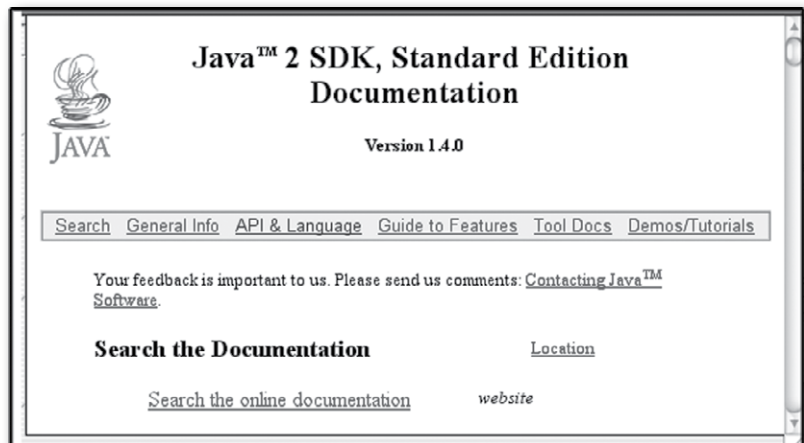 Java™ 2 SDK, Standard Edition
Documentation
Version 1.4.0
JAVA™
Search General Info API & Language Guide to Features Tool Docs Demos/Tutorials
Your feedback is important to us. Please send us comments: Contacting Java™
Software.
Search the Documentation Location
Search the online documentation website